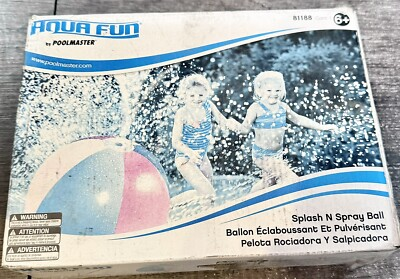 AQUA FUN
by POOLMASTER
81188
6+
www.poolmaster.com
Splash N Spray Ball
Ballon Éclaboussant Et Pulvérisant
Pelota Rociadora Y Salpicadora
WARNING
ATTENTION
ADVERTENCIA